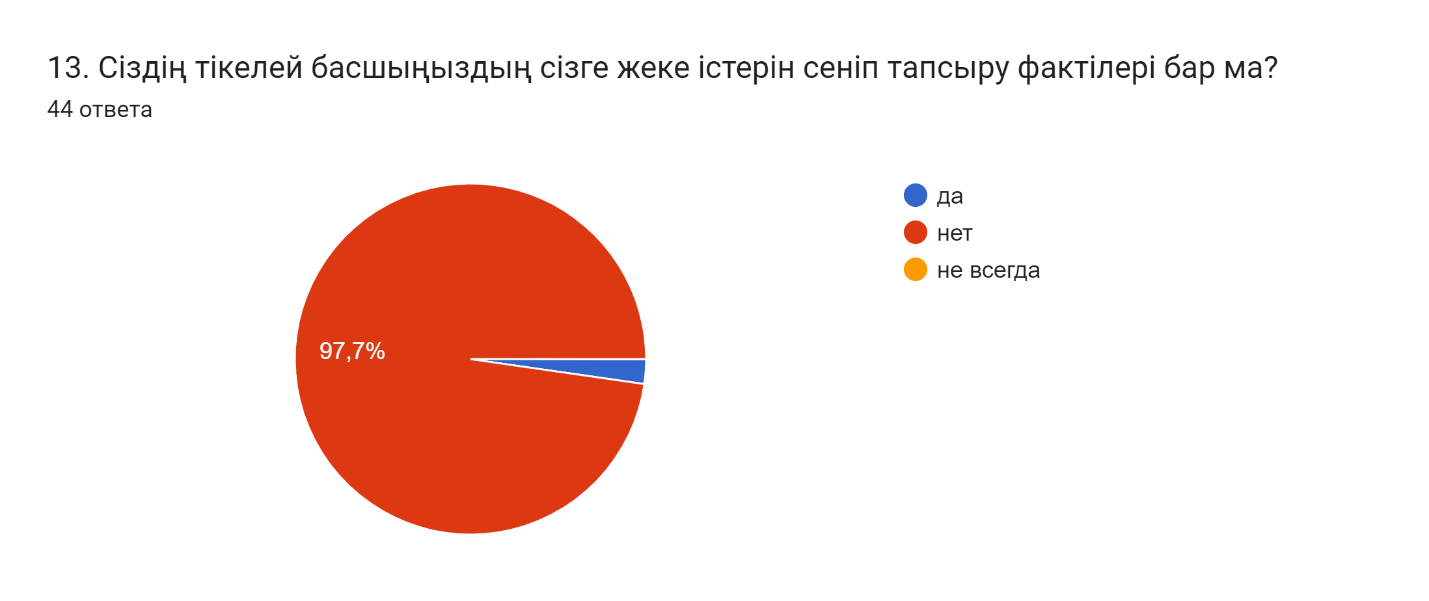 13. Сіздің тікелей басшыңыздың сізге жеке істерін сеніп тапсыру фактілері бар ма?
44 ответа
97,7%
да
нет
не всегда